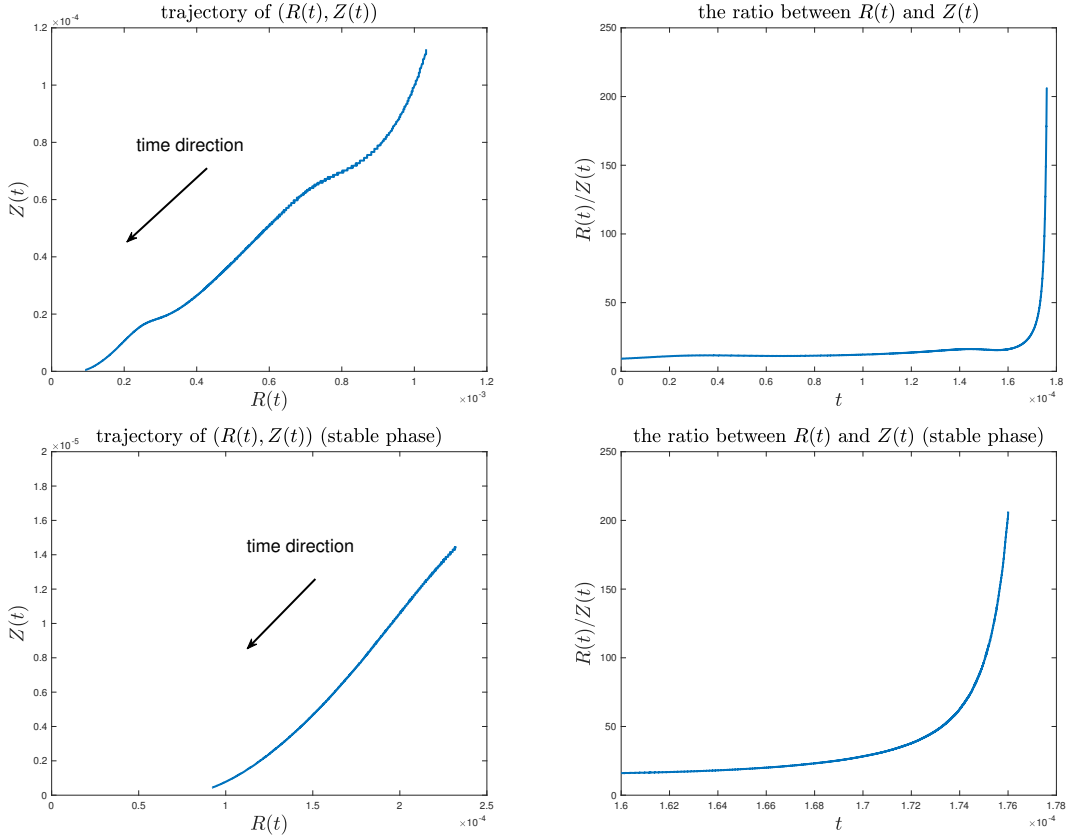 trajectory of (R(t), Z(t))
×10⁻⁴
1.2
1
0.8
0.6
0.4
0.2
0
Z(t)
time direction
0 0.2 0.4 0.6 0.8 1 1.2
R(t)
×10⁻³
the ratio between R(t) and Z(t)
250
200
150
100
50
0
R(t)/Z(t)
0 0.2 0.4 0.6 0.8 1 1.2 1.4 1.6 1.8
t
×10⁻⁴
trajectory of (R(t), Z(t)) (stable phase)
×10⁻⁵
2
1.8
1.6
1.4
1.2
1
0.8
0.6
0.4
0.2
0
Z(t)
time direction
0 0.5 1 1.5 2 2.5
R(t)
×10⁻⁴
the ratio between R(t) and Z(t) (stable phase)
250
200
150
100
50
0
R(t)/Z(t)
1.6 1.62 1.64 1.66 1.68 1.7 1.72 1.74 1.76 1.78
t
×10⁻⁴